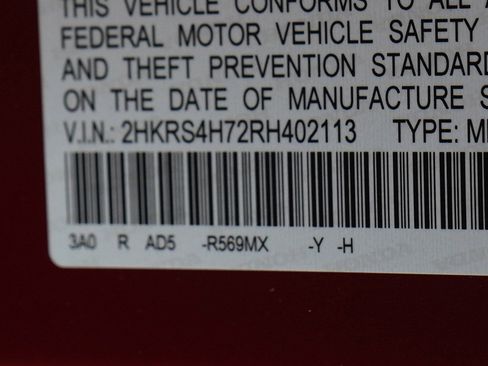 THIS VEHICLE CONFORMS TO ALL
FEDERAL MOTOR VEHICLE SAFETY
AND THEFT PREVENTION STANDARD
ON THE DATE OF MANUFACTURE S
V.I.N.: 2HKRS4H72RH402113 TYPE: M
3A0 R AD5 -R569MX -Y -H